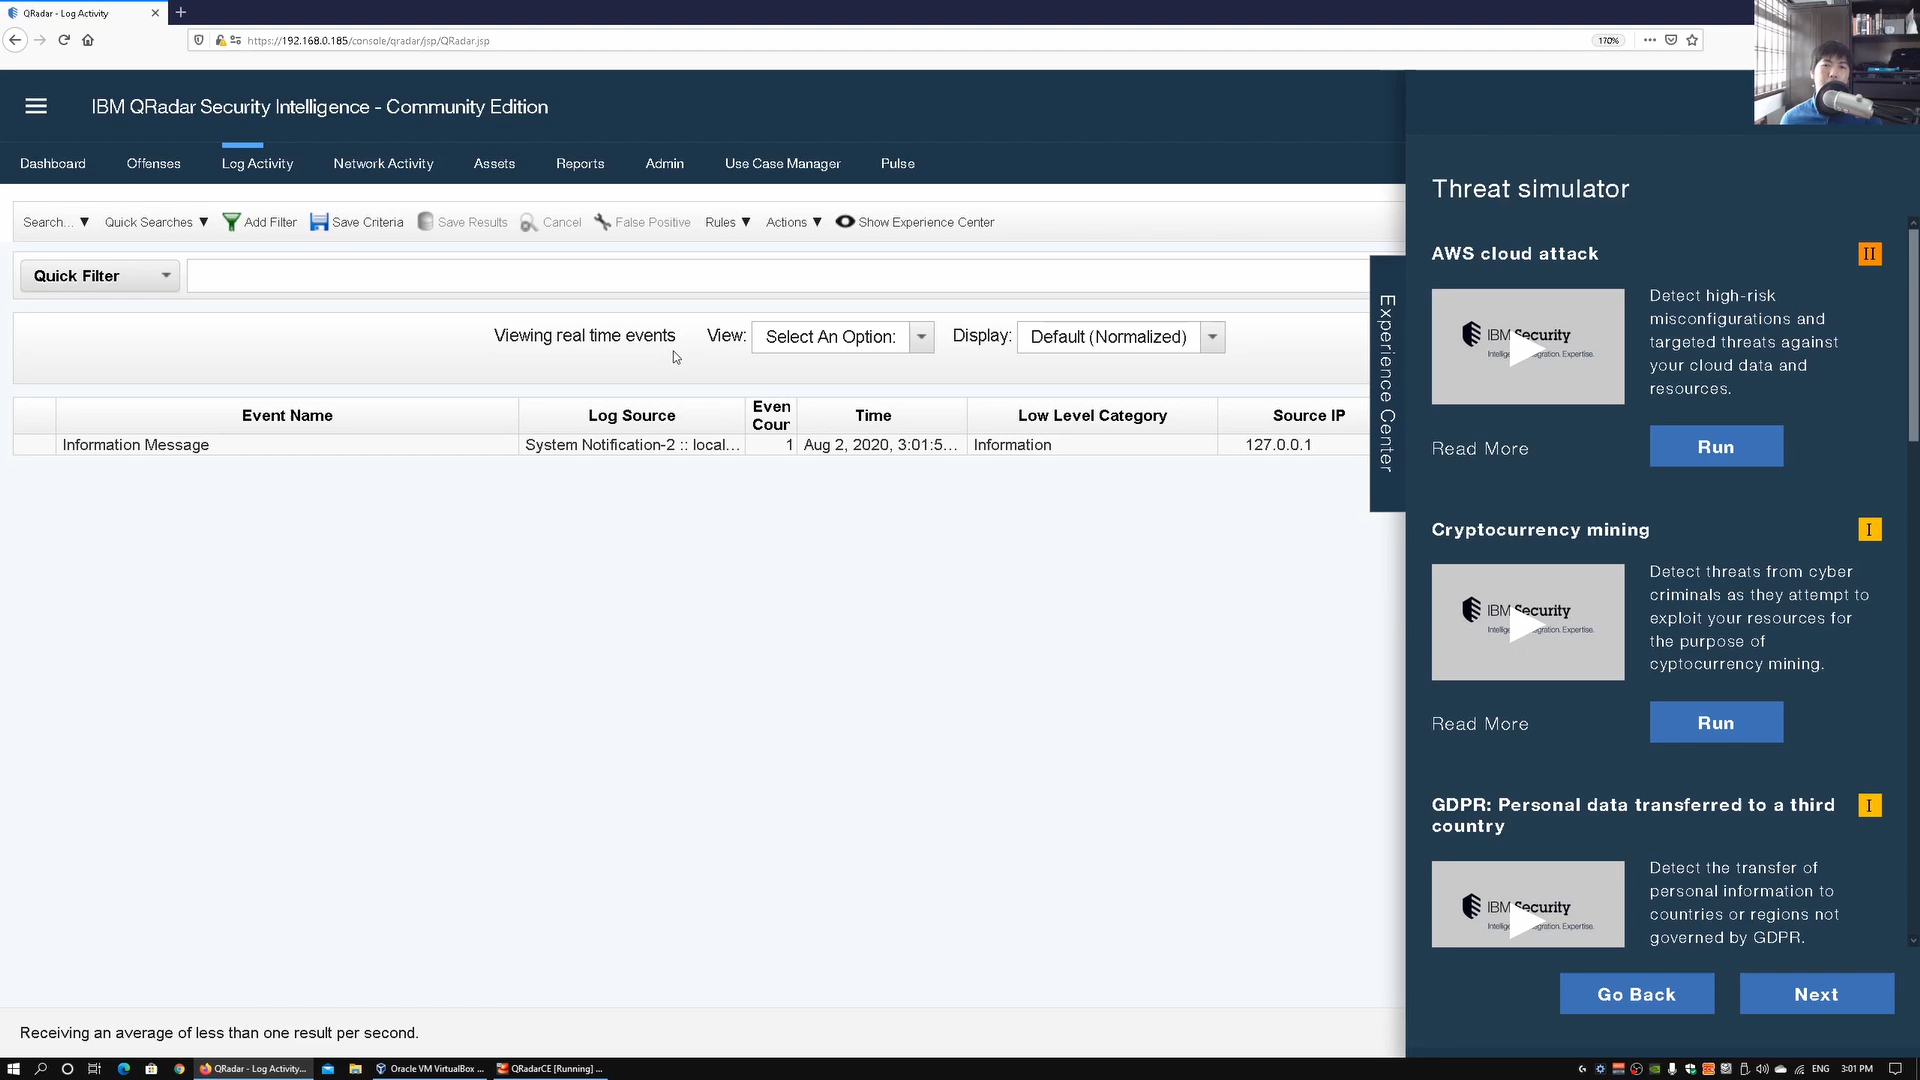 QRadar - Log Activity
https://192.168.0.185/console/qradar/jsp/QRadar.jsp
170%
IBM QRadar Security Intelligence - Community Edition
Dashboard Offenses Log Activity Network Activity Assets Reports Admin Use Case Manager Pulse
Search... Quick Searches Add Filter Save Criteria Save Results Cancel False Positive Rules Actions Show Experience Center
Quick Filter
Viewing real time events View: Select An Option: Display: Default (Normalized)
Event Name Log Source Even Time Low Level Category Source IP
Cour
Information Message System Notification-2 :: local... 1 Aug 2, 2020, 3:01:5... Information 127.0.0.1
Receiving an average of less than one result per second.
Experience Center
Threat simulator
AWS cloud attack II
IBM Security
Detect high-risk
misconfigurations and
targeted threats against
your cloud data and
resources.
Read More Run
Cryptocurrency mining I
IBM Security
Detect threats from cyber
criminals as they attempt to
exploit your resources for
the purpose of
cyptocurrency mining.
Read More Run
GDPR: Personal data transferred to a third I
country
IBM Security
Detect the transfer of
personal information to
countries or regions not
governed by GDPR.
Go Back Next
QRadar - Log Activity... Oracle VM VirtualBox ... QRadarCE [Running] ... ENG 3:01 PM